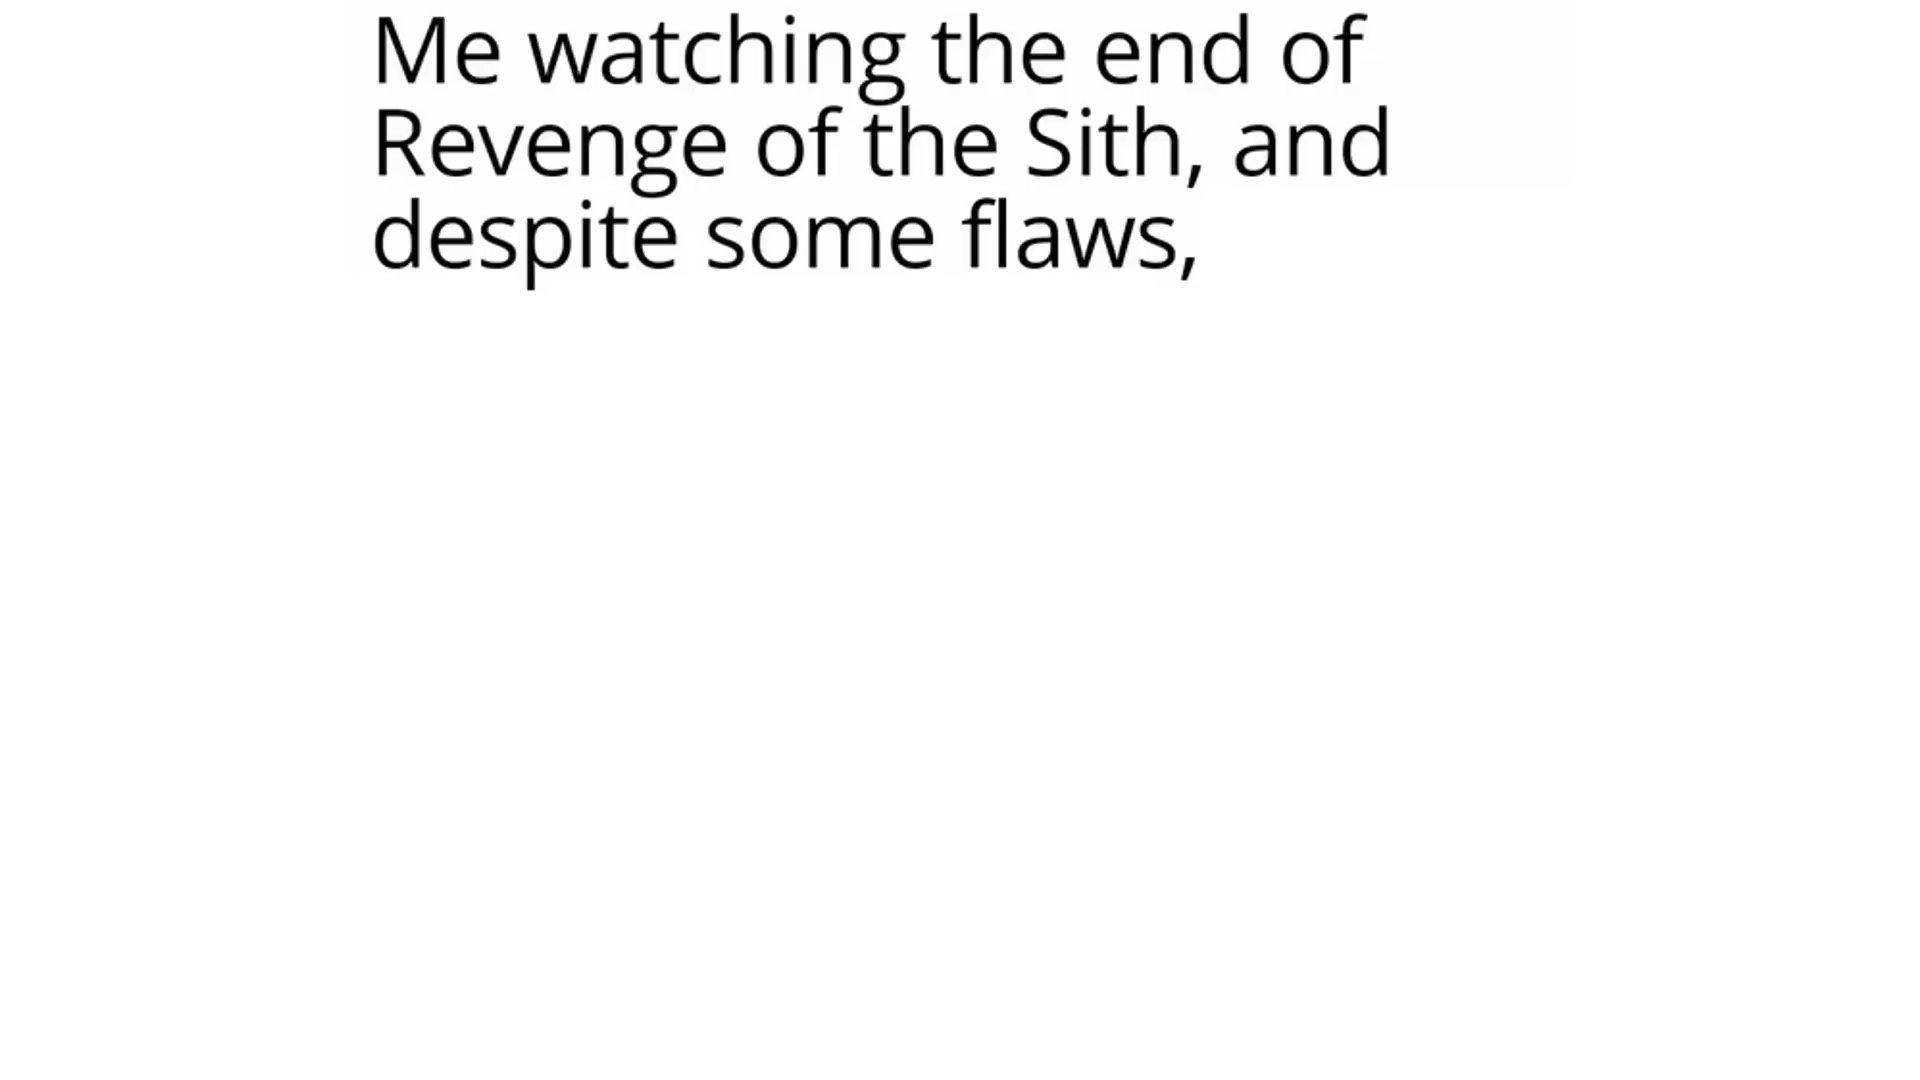 Me watching the end of
Revenge of the Sith, and
despite some flaws,